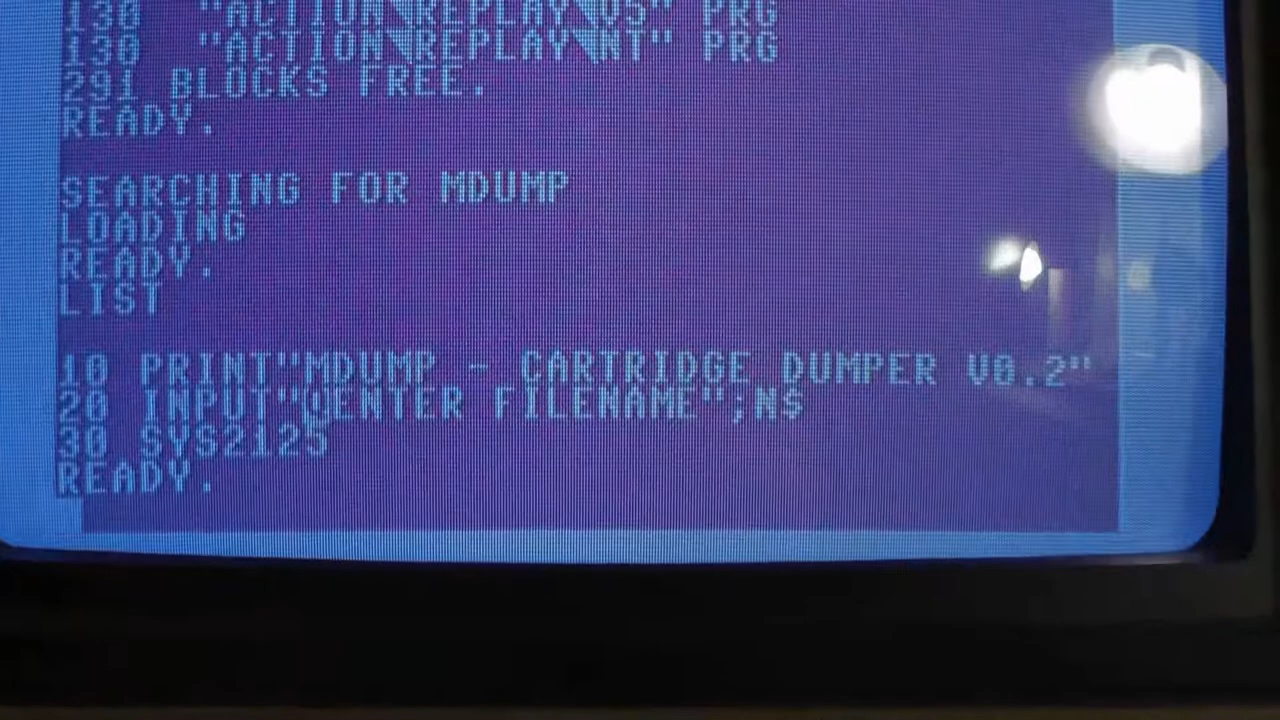 130 "ACTION◥REPLAY◥V5" PRG
130 "ACTION◥REPLAY◥NT" PRG
291 BLOCKS FREE.
READY.
SEARCHING FOR MDUMP
LOADING
READY.
LIST
10 PRINT"MDUMP - CARTRIDGE DUMPER V0.2"
20 INPUT"QENTER FILENAME";N$
30 SYS2125
READY.